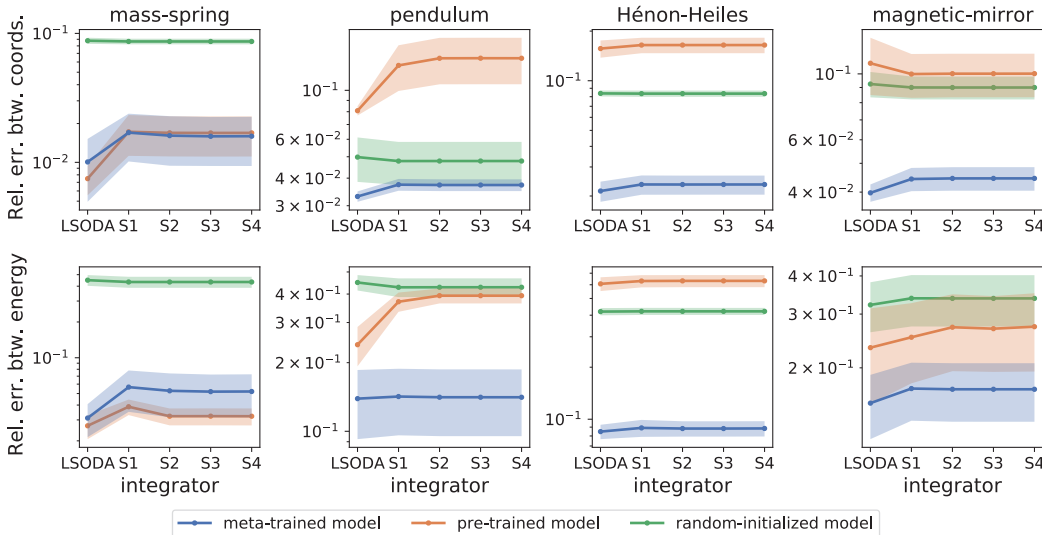 mass-spring pendulum Hénon-Heiles magnetic-mirror
Rel. err. btw. coords.
10⁻¹
10⁻²
LSODA S1 S2 S3 S4
10⁻¹
6 × 10⁻²
4 × 10⁻²
3 × 10⁻²
LSODA S1 S2 S3 S4
10⁻¹
LSODA S1 S2 S3 S4
10⁻¹
4 × 10⁻²
LSODA S1 S2 S3 S4
Rel. err. btw. energy
10⁻¹
LSODA S1 S2 S3 S4
integrator
4 × 10⁻¹
3 × 10⁻¹
2 × 10⁻¹
10⁻¹
LSODA S1 S2 S3 S4
integrator
10⁻¹
LSODA S1 S2 S3 S4
integrator
4 × 10⁻¹
3 × 10⁻¹
2 × 10⁻¹
LSODA S1 S2 S3 S4
integrator
meta-trained model pre-trained model random-initialized model